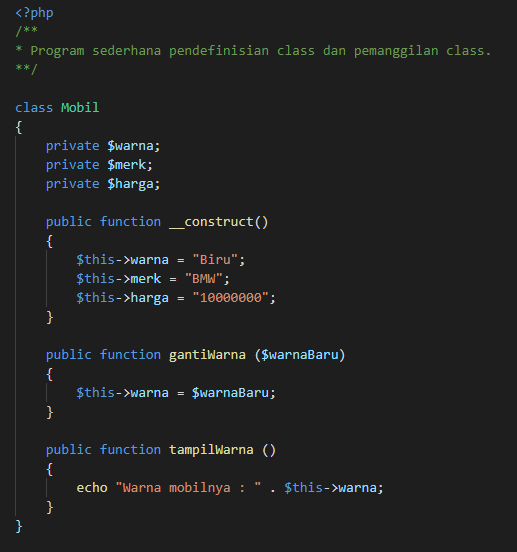 <?php
/**
* Program sederhana pendefinisian class dan pemanggilan class.
**/
class Mobil
{
    private $warna;
    private $merk;
    private $harga;
    public function __construct()
    {
        $this->warna = "Biru";
        $this->merk = "BMW";
        $this->harga = "10000000";
    }
    public function gantiWarna ($warnaBaru)
    {
        $this->warna = $warnaBaru;
    }
    public function tampilWarna ()
    {
        echo "Warna mobilnya : " . $this->warna;
    }
}